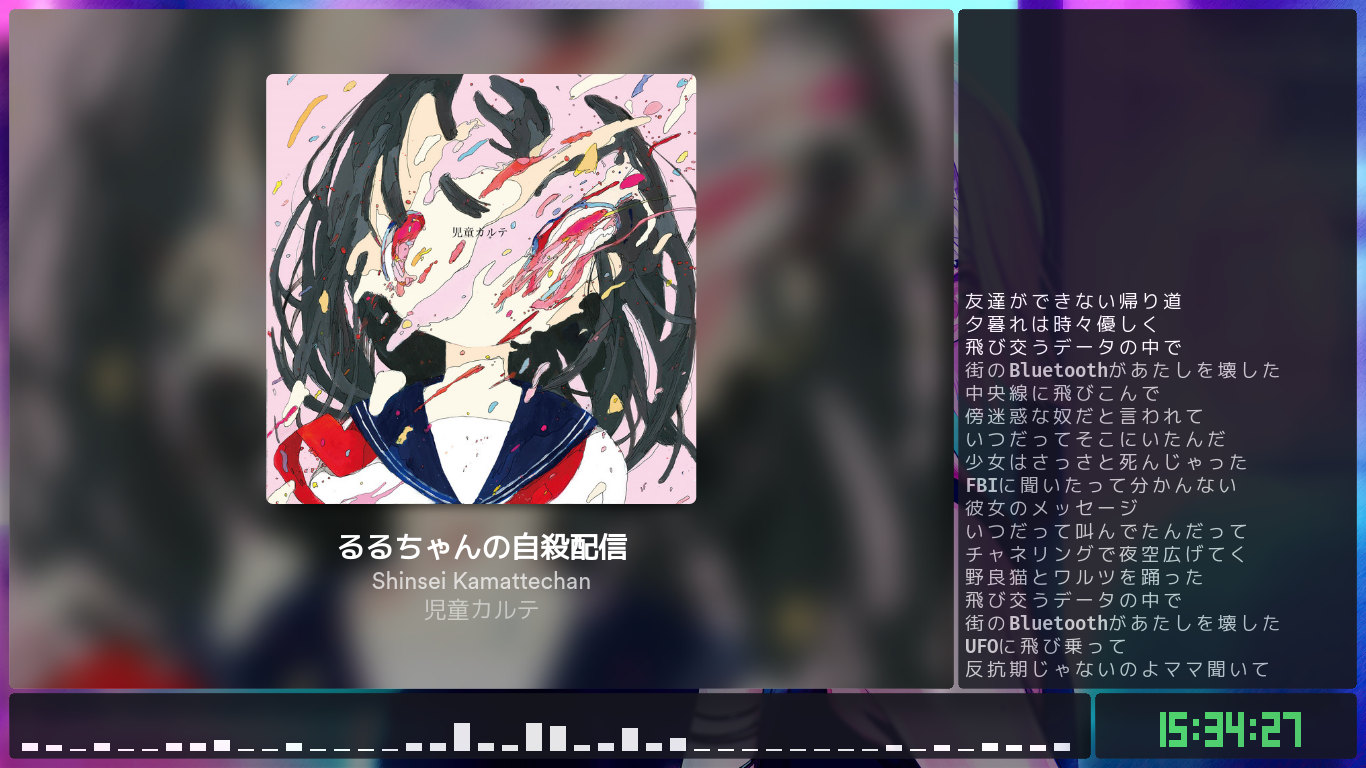 児童カルテ
るるちゃんの自殺配信
Shinsei Kamattechan
児童カルテ
友達ができない帰り道
夕暮れは時々優しく
飛び交うデータの中で
街のBluetoothがあたしを壊した
中央線に飛びこんで
傍迷惑な奴だと言われて
いつだってそこにいたんだ
少女はさっさと死んじゃった
FBIに聞いたって分かんない
彼女のメッセージ
いつだって叫んでたんだって
チャネリングで夜空広げてく
野良猫とワルツを踊った
飛び交うデータの中で
街のBluetoothがあたしを壊した
UFOに飛び乗って
反抗期じゃないのよママ聞いて
15:34:27